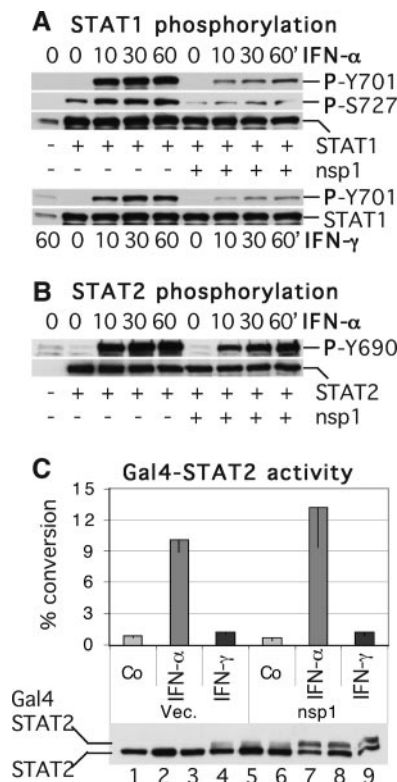 A STAT1 phosphorylation
0 0 10 30 60 0 10 30 60' IFN-α
P-Y701
P-S727
STAT1
- + + + + + + + +
nsp1
- - - - - + + + +
P-Y701
STAT1
60 0 10 30 60 0 10 30 60' IFN-γ
B STAT2 phosphorylation
0 0 10 30 60 0 10 30 60' IFN-α
P-Y690
- + + + + + + + + STAT2
- - - - - + + + + nsp1
C Gal4-STAT2 activity
% conversion
15
12
9
6
3
0
Co IFN-α IFN-γ Co IFN-α IFN-γ
Vec. nsp1
Gal4
STAT2
STAT2
1 2 3 4 5 6 7 8 9